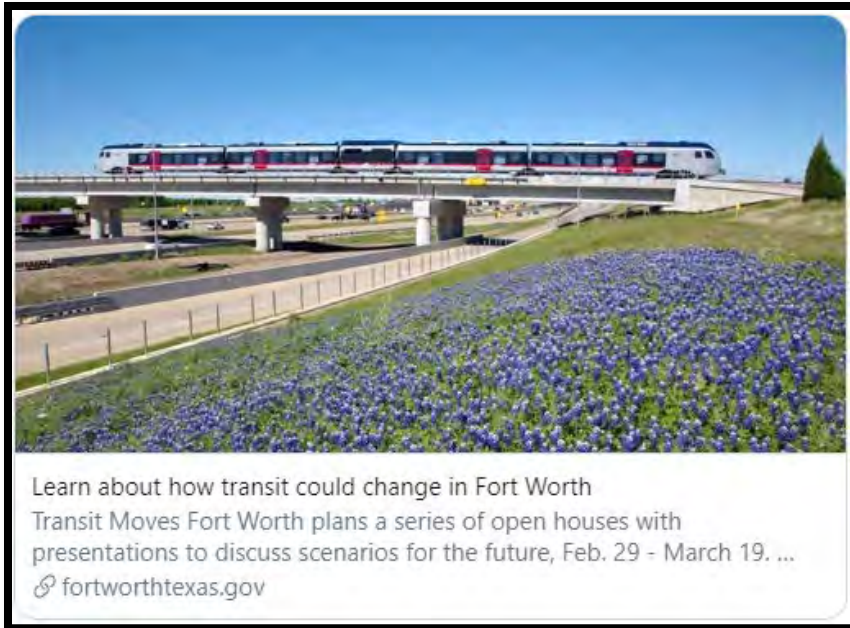 Learn about how transit could change in Fort Worth
Transit Moves Fort Worth plans a series of open houses with
presentations to discuss scenarios for the future, Feb. 29 - March 19. ...
fortworthtexas.gov